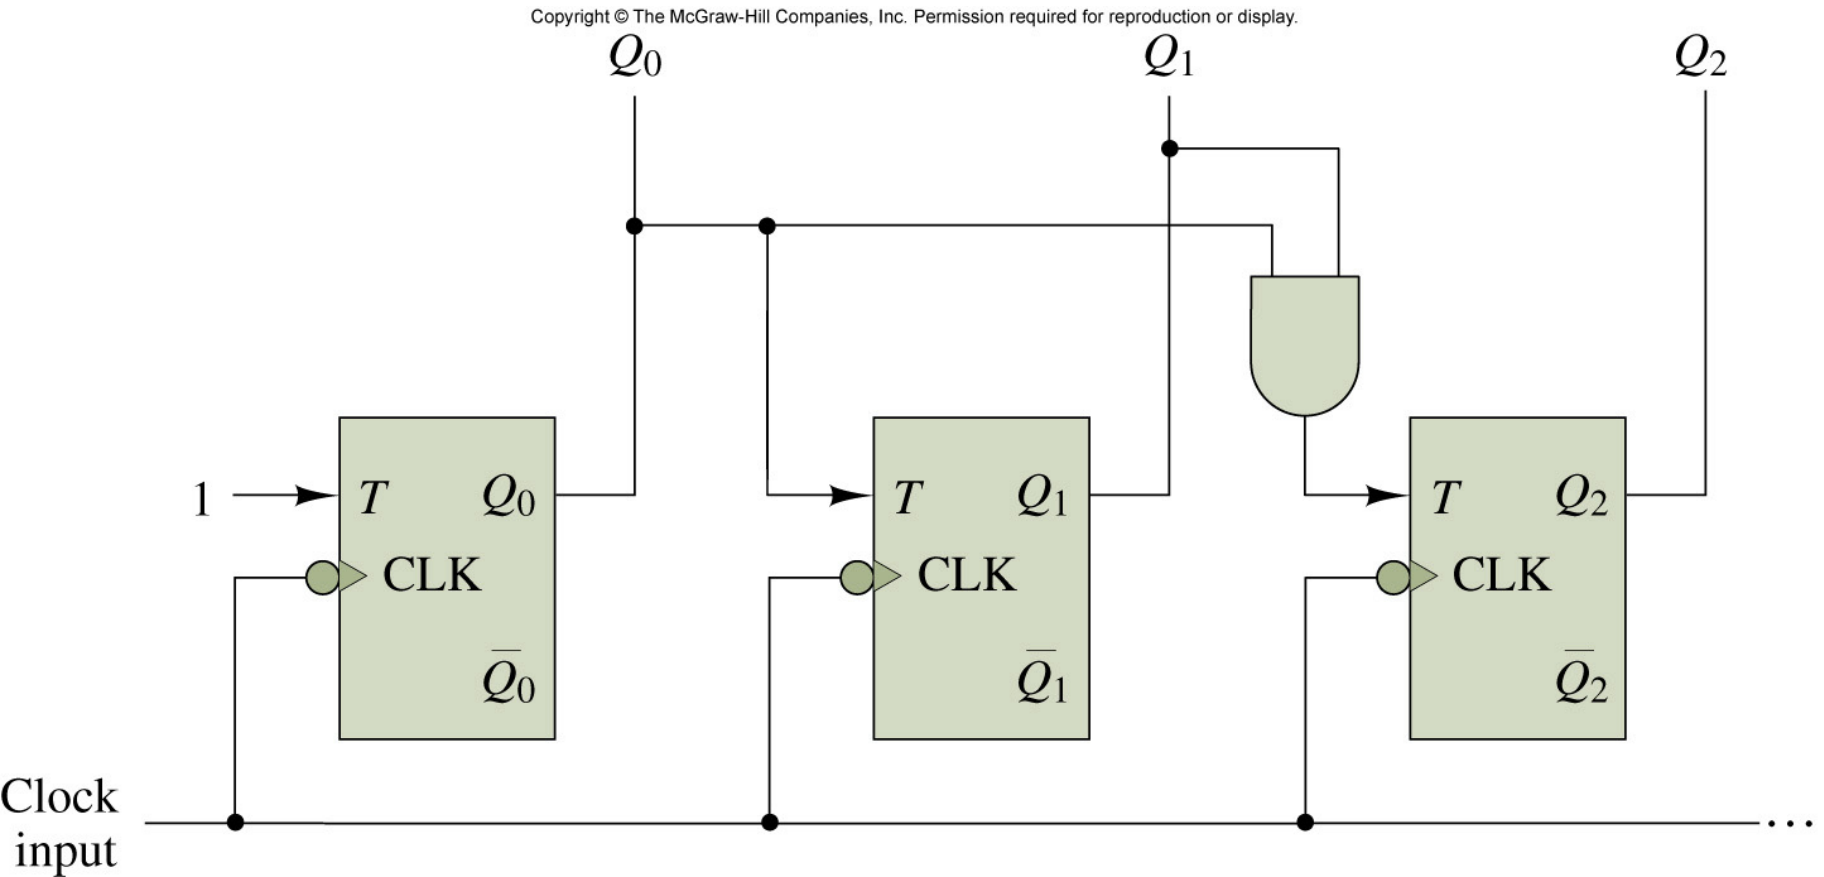 Copyright © The McGraw-Hill Companies, Inc. Permission required for reproduction or display.
Q0 Q1 Q2
1 T Q0 T Q1 T Q2
CLK CLK CLK
Q̅0 Q̅1 Q̅2
Clock
input
...